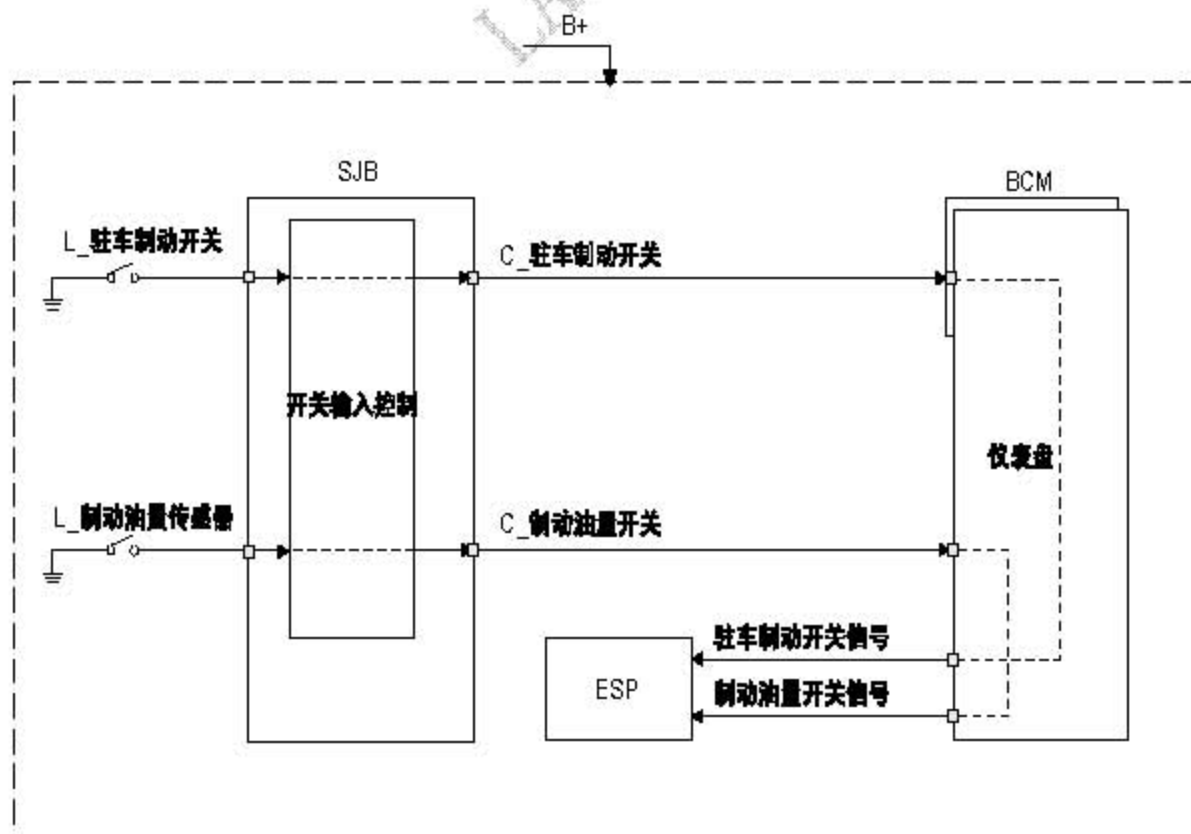 B+
SJB
BCM
L_驻车制动开关
C_驻车制动开关
开关输入控制
仪表盘
L_制动油量传感器
C_制动油量开关
驻车制动开关信号
ESP
制动油量开关信号